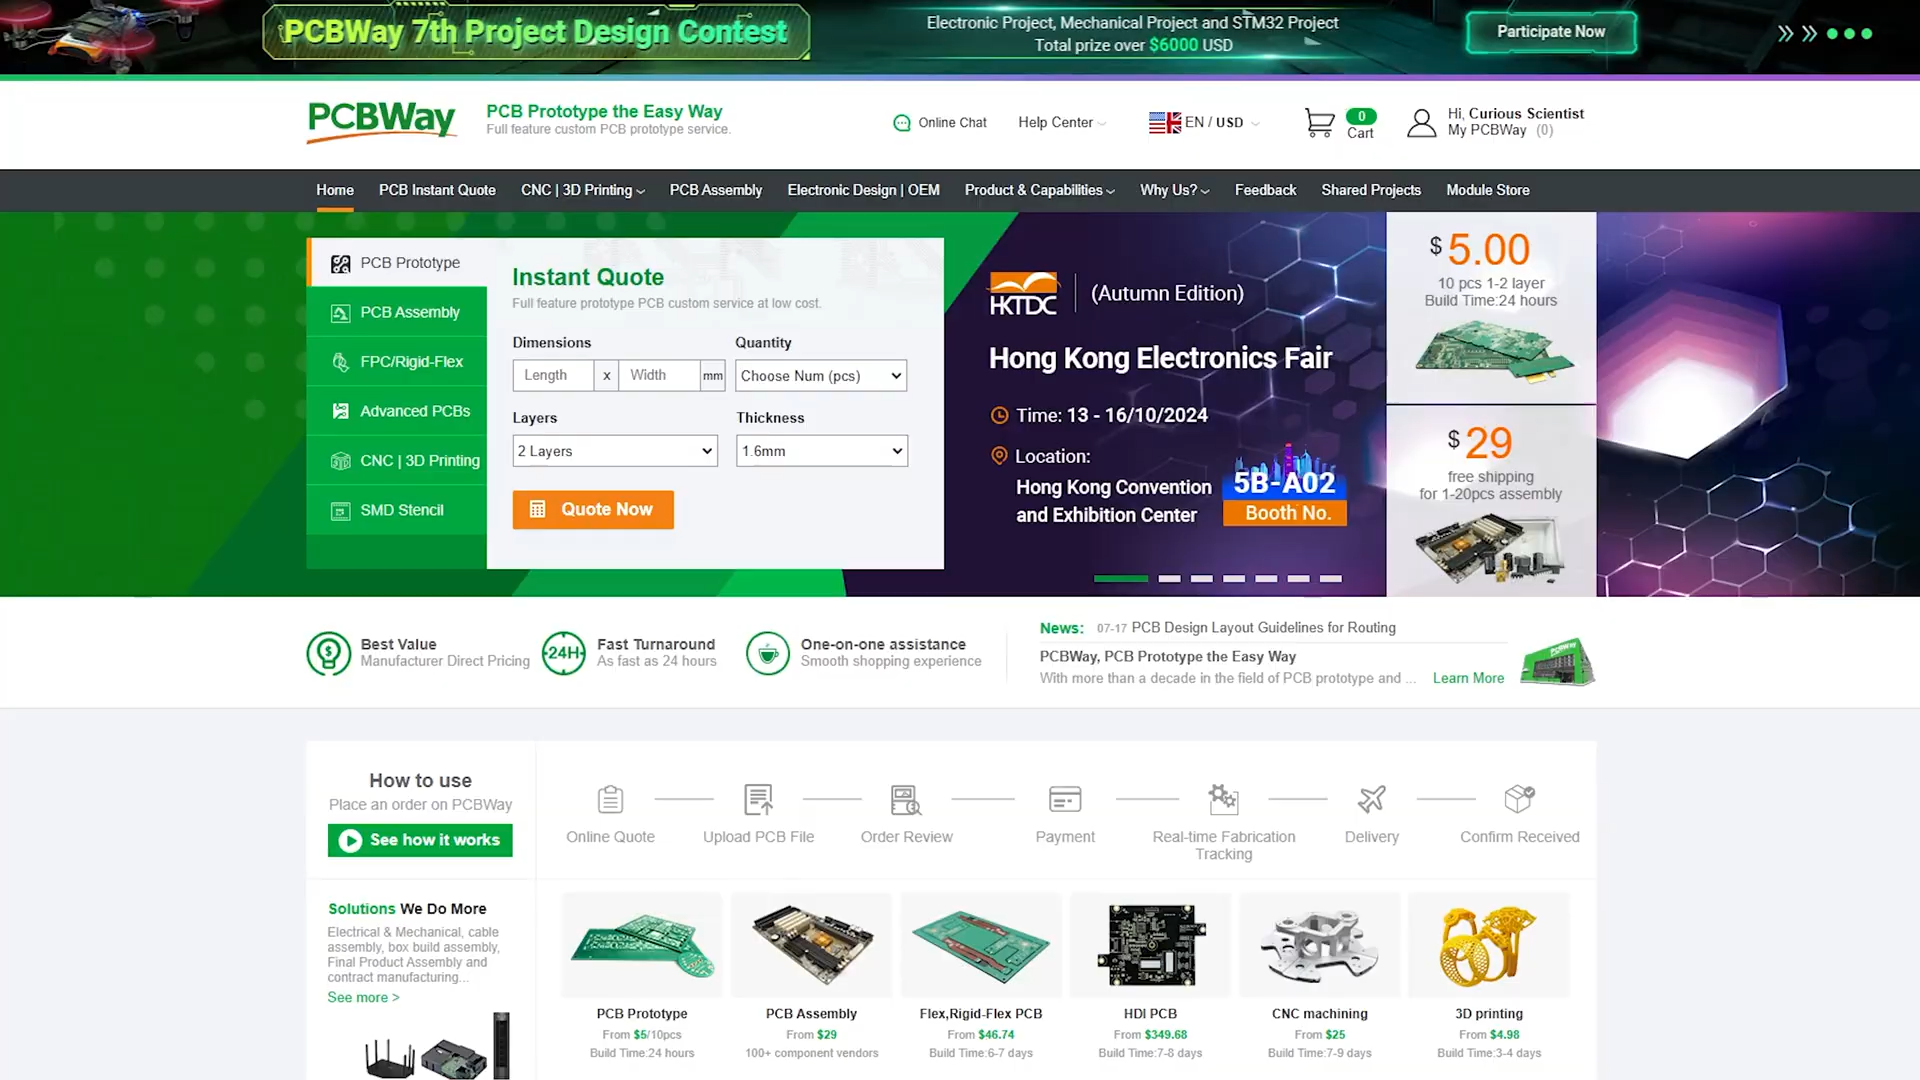 PCBWay 7th Project Design Contest
Electronic Project, Mechanical Project and STM32 Project
Total prize over $6000 USD
Participate Now
PCBWay
PCB Prototype the Easy Way
Full feature custom PCB prototype service.
Online Chat
Help Center
EN / USD
0
Cart
Hi, Curious Scientist
My PCBWay (0)
Home
PCB Instant Quote
CNC | 3D Printing
PCB Assembly
Electronic Design | OEM
Product & Capabilities
Why Us?
Feedback
Shared Projects
Module Store
PCB Prototype
PCB Assembly
FPC/Rigid-Flex
Advanced PCBs
CNC | 3D Printing
SMD Stencil
Instant Quote
Full feature prototype PCB custom service at low cost.
Dimensions
Quantity
Length x Width mm
Choose Num (pcs)
Layers
Thickness
2 Layers
1.6mm
Quote Now
HKTDC
(Autumn Edition)
Hong Kong Electronics Fair
Time: 13 - 16/10/2024
Location:
Hong Kong Convention
and Exhibition Center
5B-A02
Booth No.
$ 5.00
10 pcs 1-2 layer
Build Time:24 hours
$ 29
free shipping
for 1-20pcs assembly
Best Value
Manufacturer Direct Pricing
24H
Fast Turnaround
As fast as 24 hours
One-on-one assistance
Smooth shopping experience
News: 07-17 PCB Design Layout Guidelines for Routing
PCBWay, PCB Prototype the Easy Way
With more than a decade in the field of PCB prototype and ... Learn More
PCBWay
How to use
Place an order on PCBWay
See how it works
Online Quote
Upload PCB File
Order Review
Payment
Real-time Fabrication
Tracking
Delivery
Confirm Received
Solutions We Do More
Electrical & Mechanical, cable
assembly, box build assembly,
Final Product Assembly and
contract manufacturing...
See more >
PCB Prototype
From $5/10pcs
Build Time:24 hours
PCB Assembly
From $29
100+ component vendors
Flex,Rigid-Flex PCB
From $46.74
Build Time:6-7 days
HDI PCB
From $349.68
Build Time:7-8 days
CNC machining
From $25
Build Time:7-9 days
3D printing
From $4.98
Build Time:3-4 days